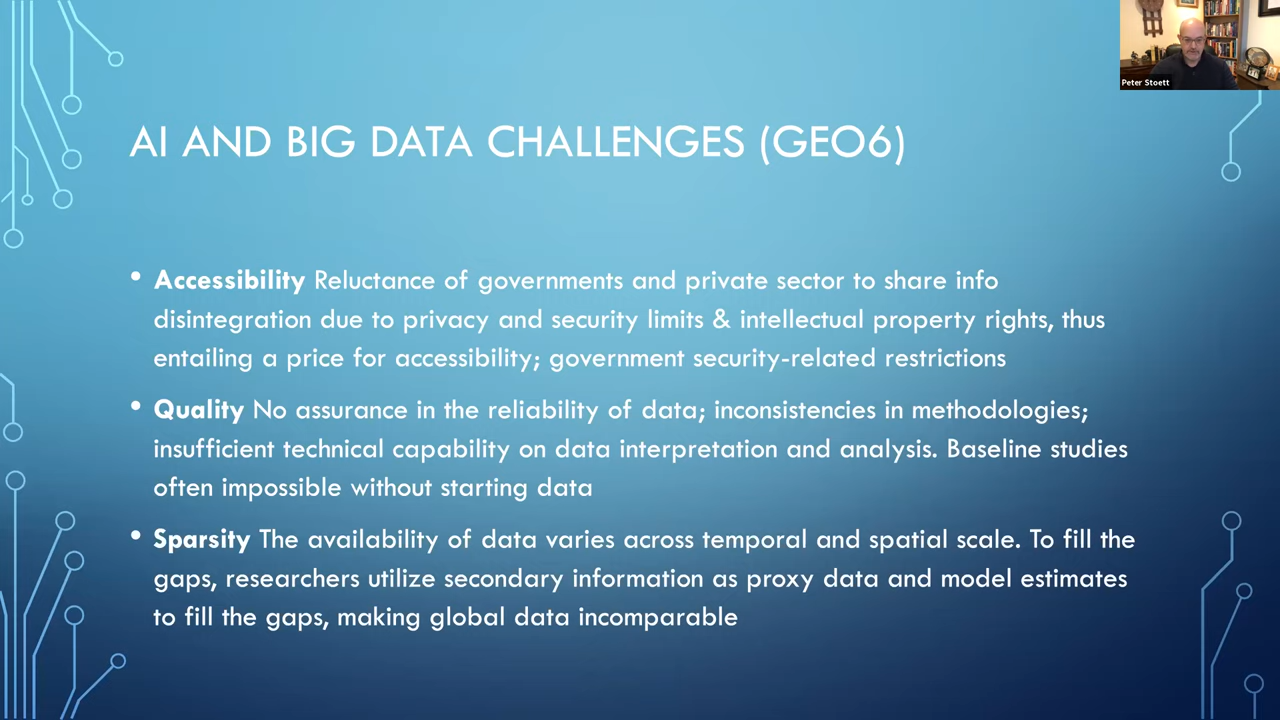 Peter Stoett
AI AND BIG DATA CHALLENGES (GEO6)
• Accessibility Reluctance of governments and private sector to share info
disintegration due to privacy and security limits & intellectual property rights, thus
entailing a price for accessibility; government security-related restrictions
• Quality No assurance in the reliability of data; inconsistencies in methodologies;
insufficient technical capability on data interpretation and analysis. Baseline studies
often impossible without starting data
• Sparsity The availability of data varies across temporal and spatial scale. To fill the
gaps, researchers utilize secondary information as proxy data and model estimates
to fill the gaps, making global data incomparable